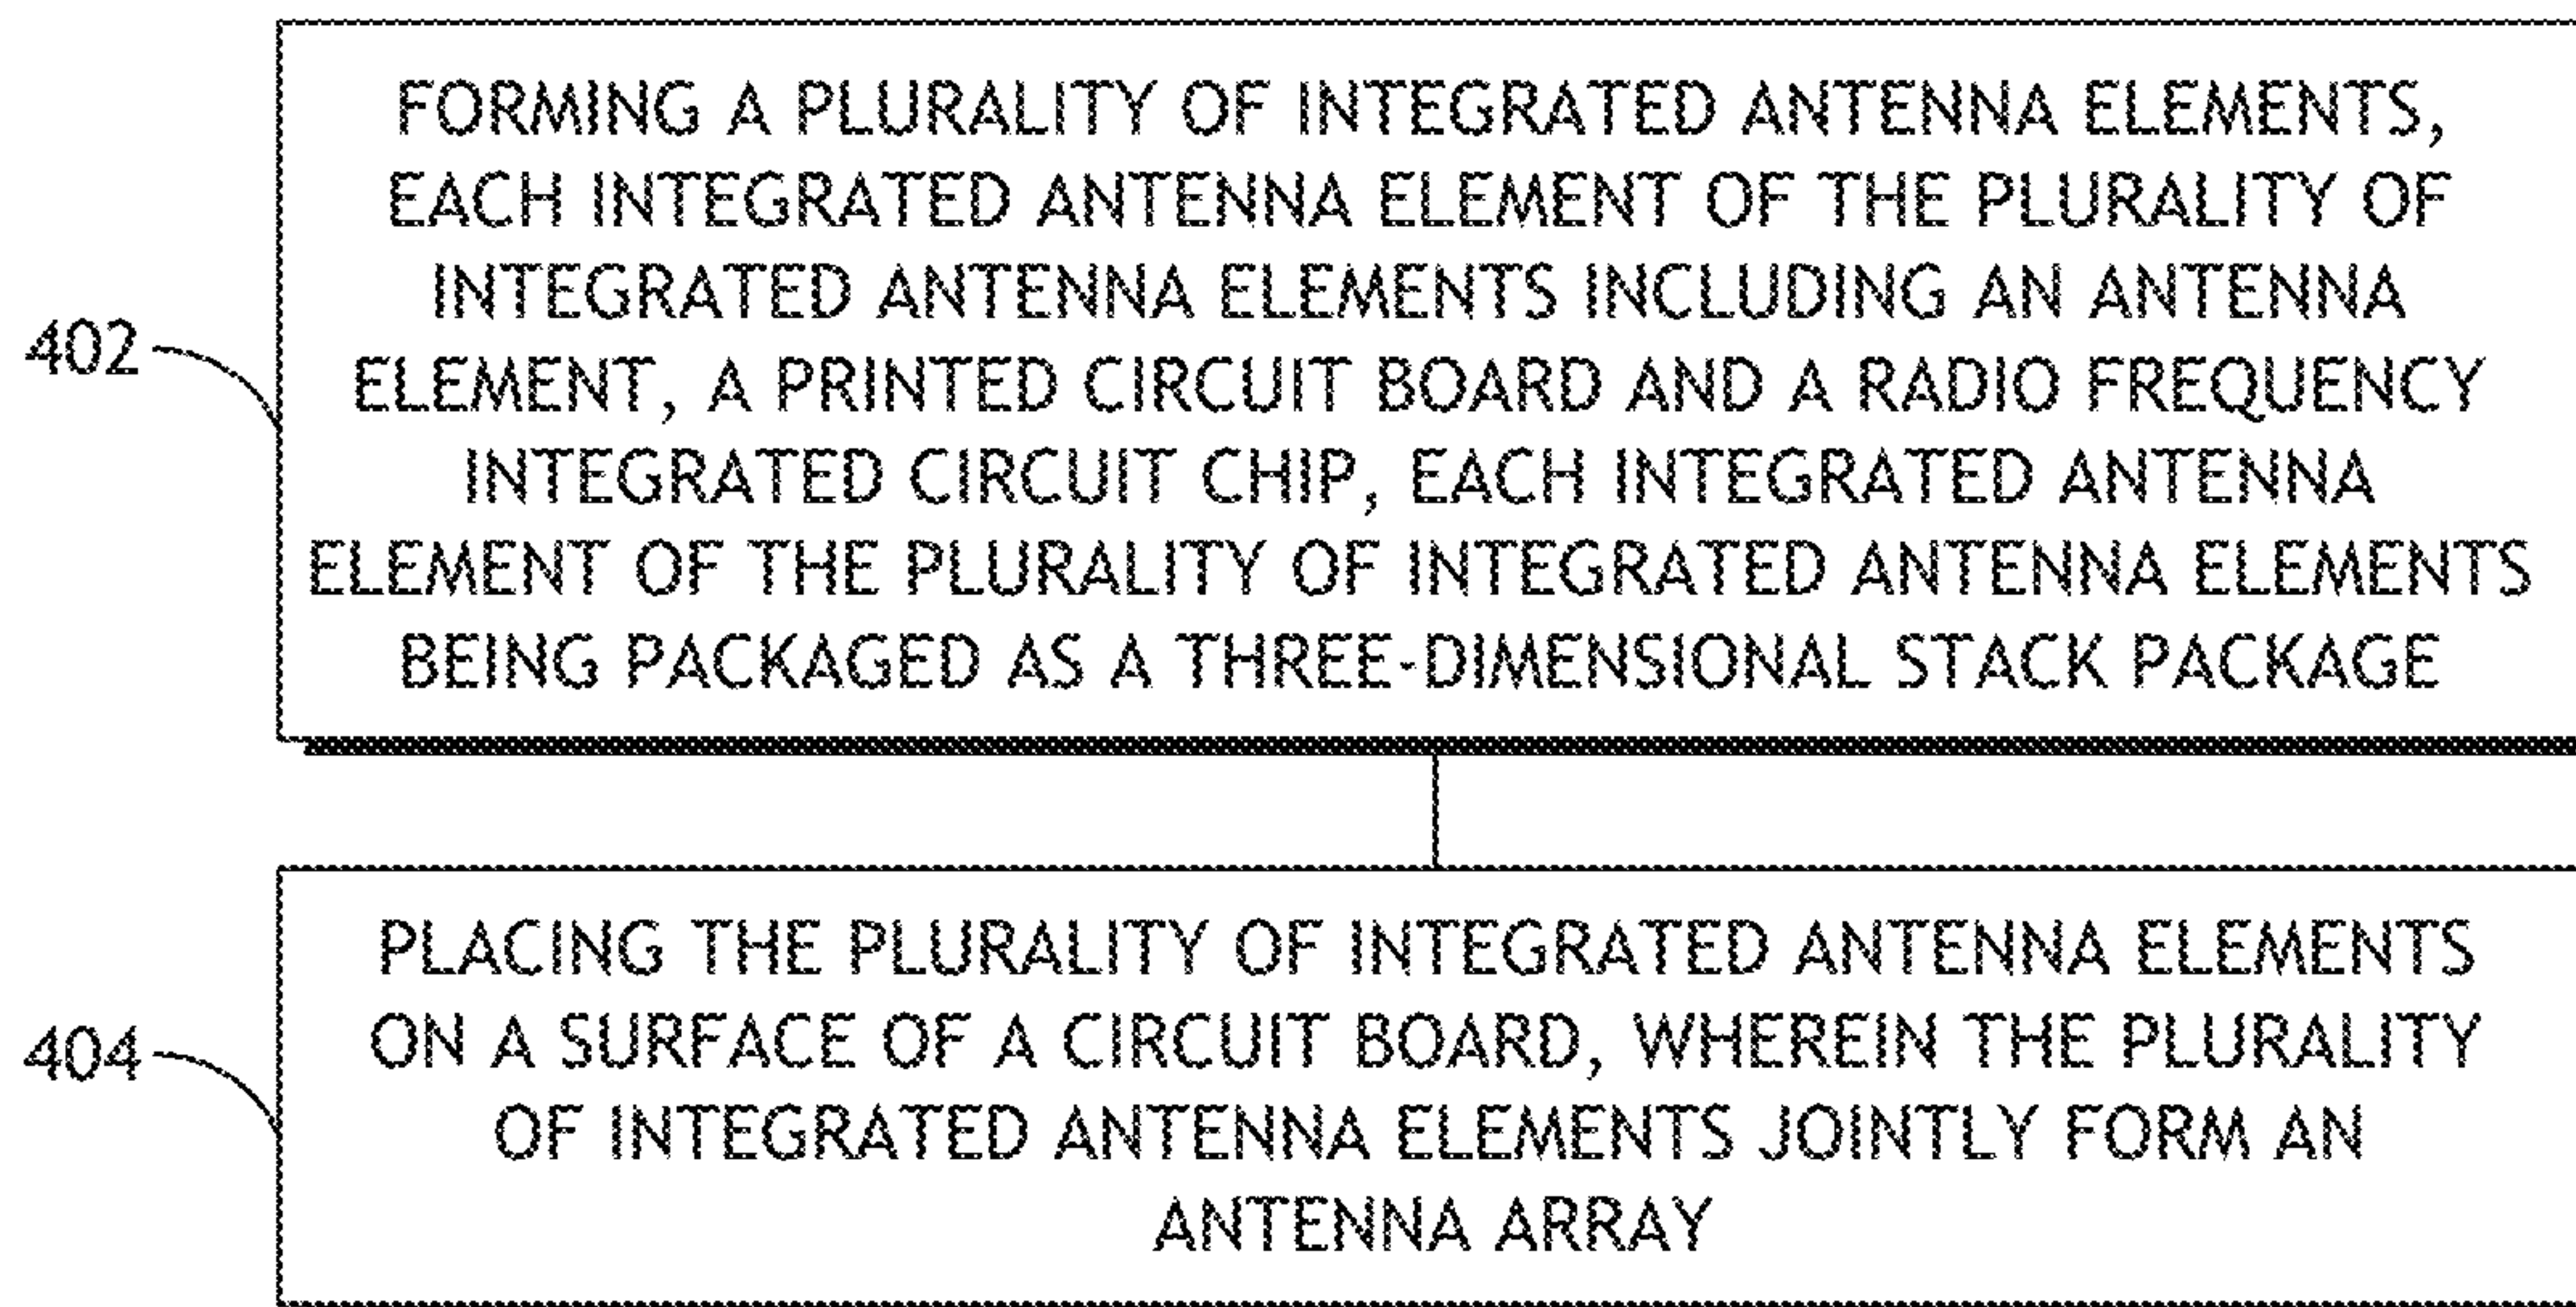 FORMING A PLURALITY OF INTEGRATED ANTENNA ELEMENTS,
EACH INTEGRATED ANTENNA ELEMENT OF THE PLURALITY OF
INTEGRATED ANTENNA ELEMENTS INCLUDING AN ANTENNA
402
ELEMENT, A PRINTED CIRCUIT BOARD AND A RADIO FREQUENCY
INTEGRATED CIRCUIT CHIP, EACH INTEGRATED ANTENNA
ELEMENT OF THE PLURALITY OF INTEGRATED ANTENNA ELEMENTS
BEING PACKAGED AS A THREE-DIMENSIONAL STACK PACKAGE
PLACING THE PLURALITY OF INTEGRATED ANTENNA ELEMENTS
ON A SURFACE OF A CIRCUIT BOARD, WHEREIN THE PLURALITY
404
OF INTEGRATED ANTENNA ELEMENTS JOINTLY FORM AN
ANTENNA ARRAY